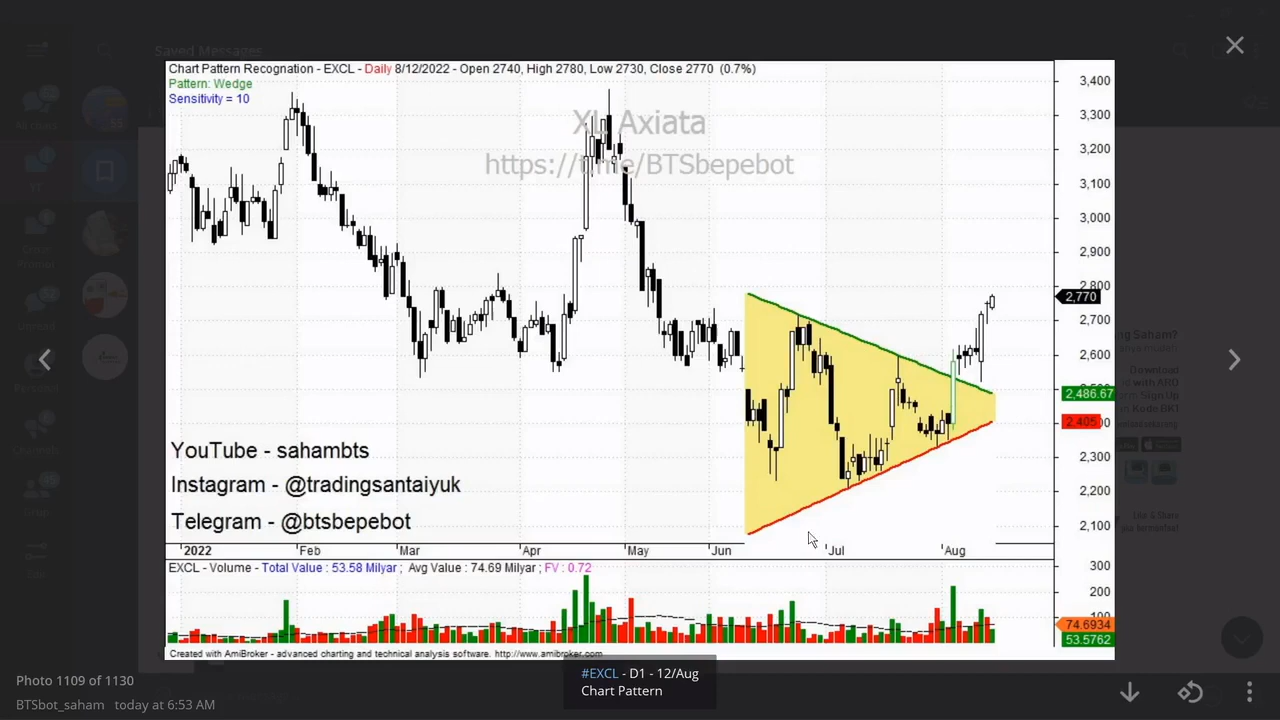 Saved Messages
Chart Pattern Recognation - EXCL - Daily 8/12/2022 - Open 2740, High 2780, Low 2730, Close 2770 (0.7%)
Pattern: Wedge
Sensitivity = 10
XL Axiata
https://t.me/BTSbepebot
3,400
3,300
3,200
3,100
3,000
2,900
2,800
2,770
2,700
2,600
2,486.67
2,405
2,300
2,200
2,100
YouTube - sahambts
Instagram - @tradingsantaiyuk
Telegram - @btsbepebot
2022 Feb Mar Apr May Jun Jul Aug
EXCL - Volume - Total Value : 53.58 Milyar ; Avg Value : 74.69 Milyar ; FV : 0.72
300
200
100
74.6934
53.5762
Created with AmiBroker - advanced charting and technical analysis software. http://www.amibroker.com
#EXCL - D1 - 12/Aug
Chart Pattern
Photo 1109 of 1130
BTSbot_saham today at 6:53 AM